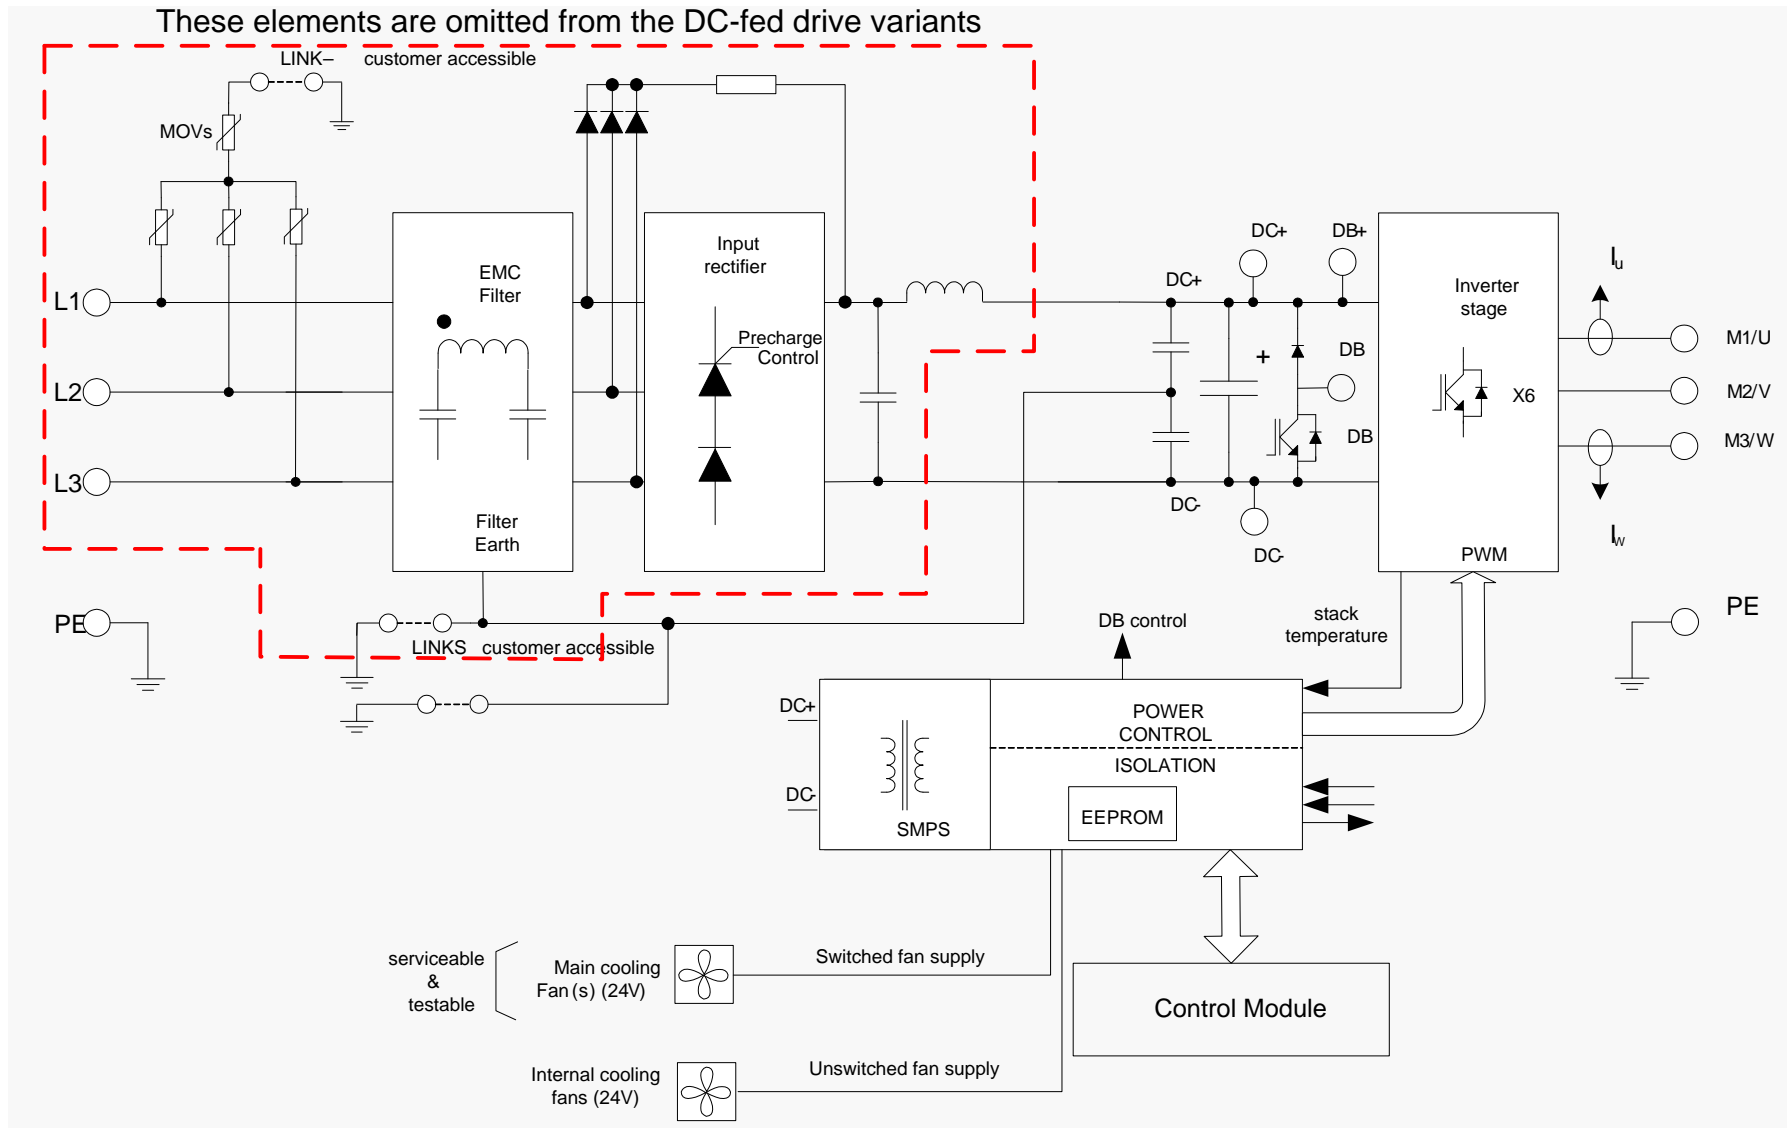 These elements are omitted from the DC-fed drive variants
LINK– customer accessible
MOVs
L1
L2
L3
PE
EMC
Filter
Filter
Earth
Input
rectifier
Precharge
Control
LINKS customer accessible
DC+
DC-
DC+
DB+
+
DB
DB
DC-
Inverter
stage
X6
PWM
Iu
Iw
M1/U
M2/V
M3/W
PE
stack
temperature
DB control
DC+
DC-
SMPS
POWER
CONTROL
ISOLATION
EEPROM
Control Module
serviceable
&
testable
Main cooling
Fan(s) (24V)
Switched fan supply
Internal cooling
fans (24V)
Unswitched fan supply